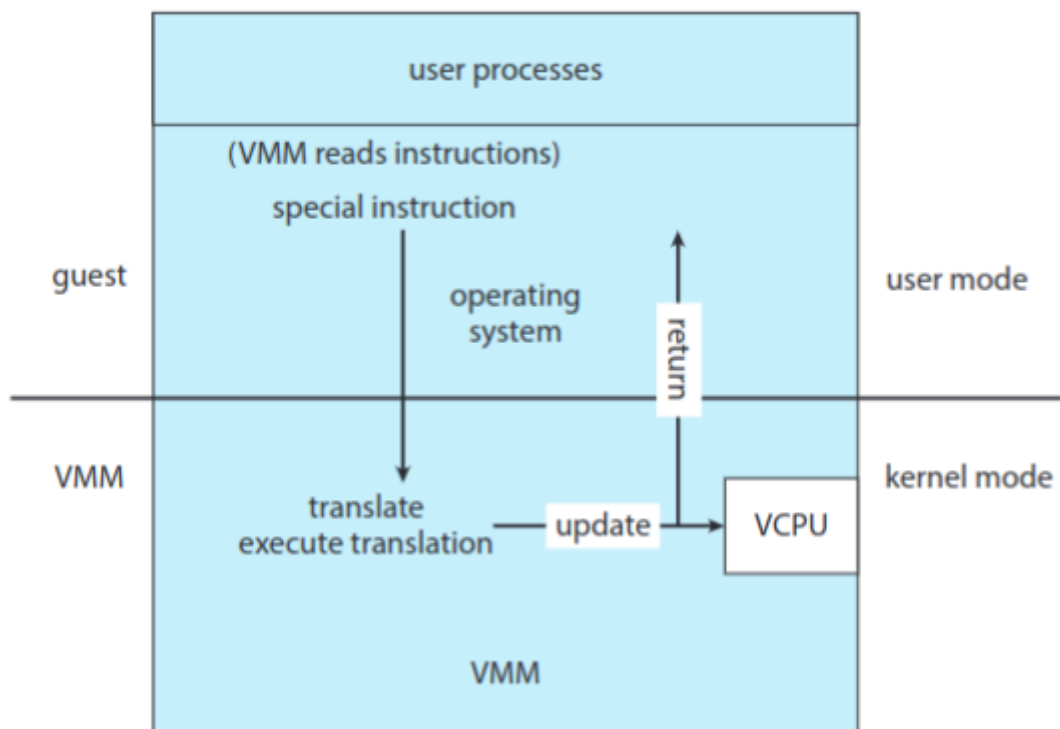 user processes
(VMM reads instructions)
special instruction
guest
operating
system
return
user mode
VMM
kernel mode
translate
execute translation
update
VCPU
VMM